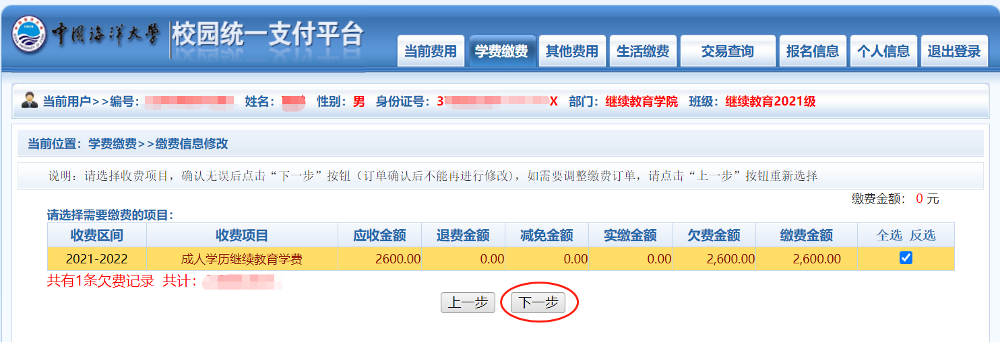 中国海洋大学 校园统一支付平台
当前费用 学费缴费 其他费用 生活缴费 交易查询 报名信息 个人信息 退出登录
当前用户>>编号： 姓名： 性别：男 身份证号：3 X 部门：继续教育学院 班级：继续教育2021级
当前位置：学费缴费>>缴费信息修改
说明：请选择收费项目，确认无误后点击“下一步”按钮（订单确认后不能再进行修改），如需要调整缴费订单，请点击“上一步”按钮重新选择
缴费金额： 0 元
请选择需要缴费的项目：
收费区间 收费项目 应收金额 退费金额 减免金额 实缴金额 欠费金额 缴费金额 全选 反选
2021-2022 成人学历继续教育学费 2600.00 0.00 0.00 0.00 2,600.00 2,600.00
共有1条欠费记录 共计：
上一步 下一步